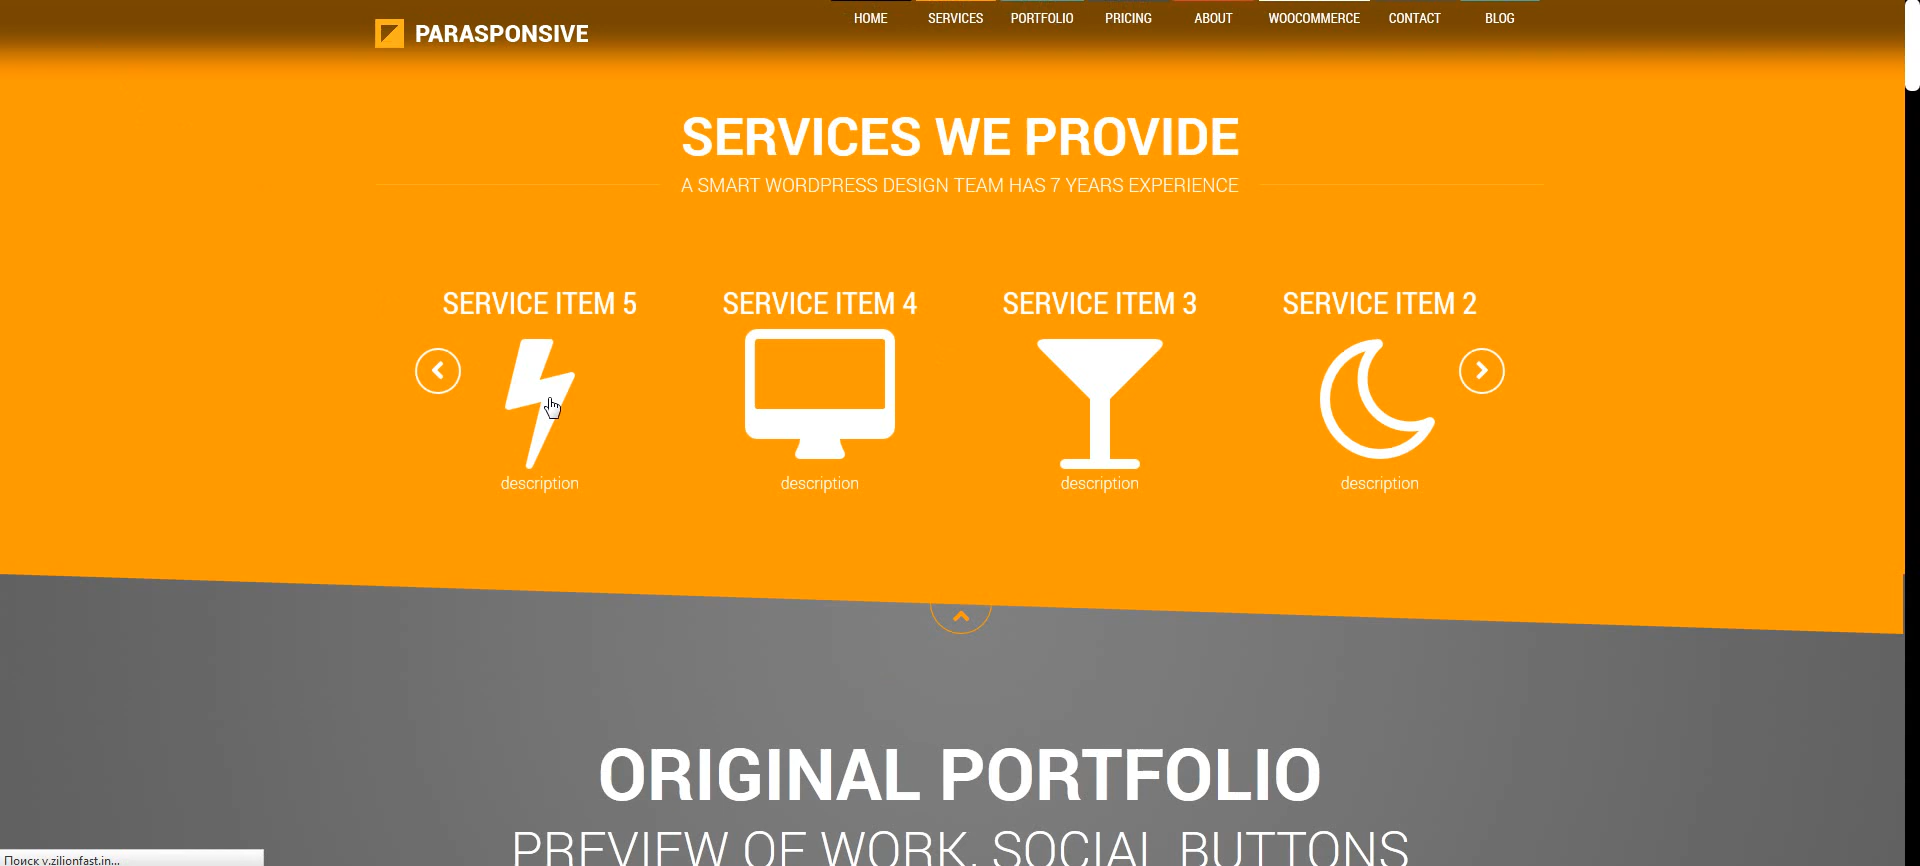 PARASPONSIVE
HOME SERVICES PORTFOLIO PRICING ABOUT WOOCOMMERCE CONTACT BLOG
SERVICES WE PROVIDE
A SMART WORDPRESS DESIGN TEAM HAS 7 YEARS EXPERIENCE
SERVICE ITEM 5 SERVICE ITEM 4 SERVICE ITEM 3 SERVICE ITEM 2
description description description description
ORIGINAL PORTFOLIO
PREVIEW OF WORK, SOCIAL BUTTONS
Поиск v.zilionfast.in...